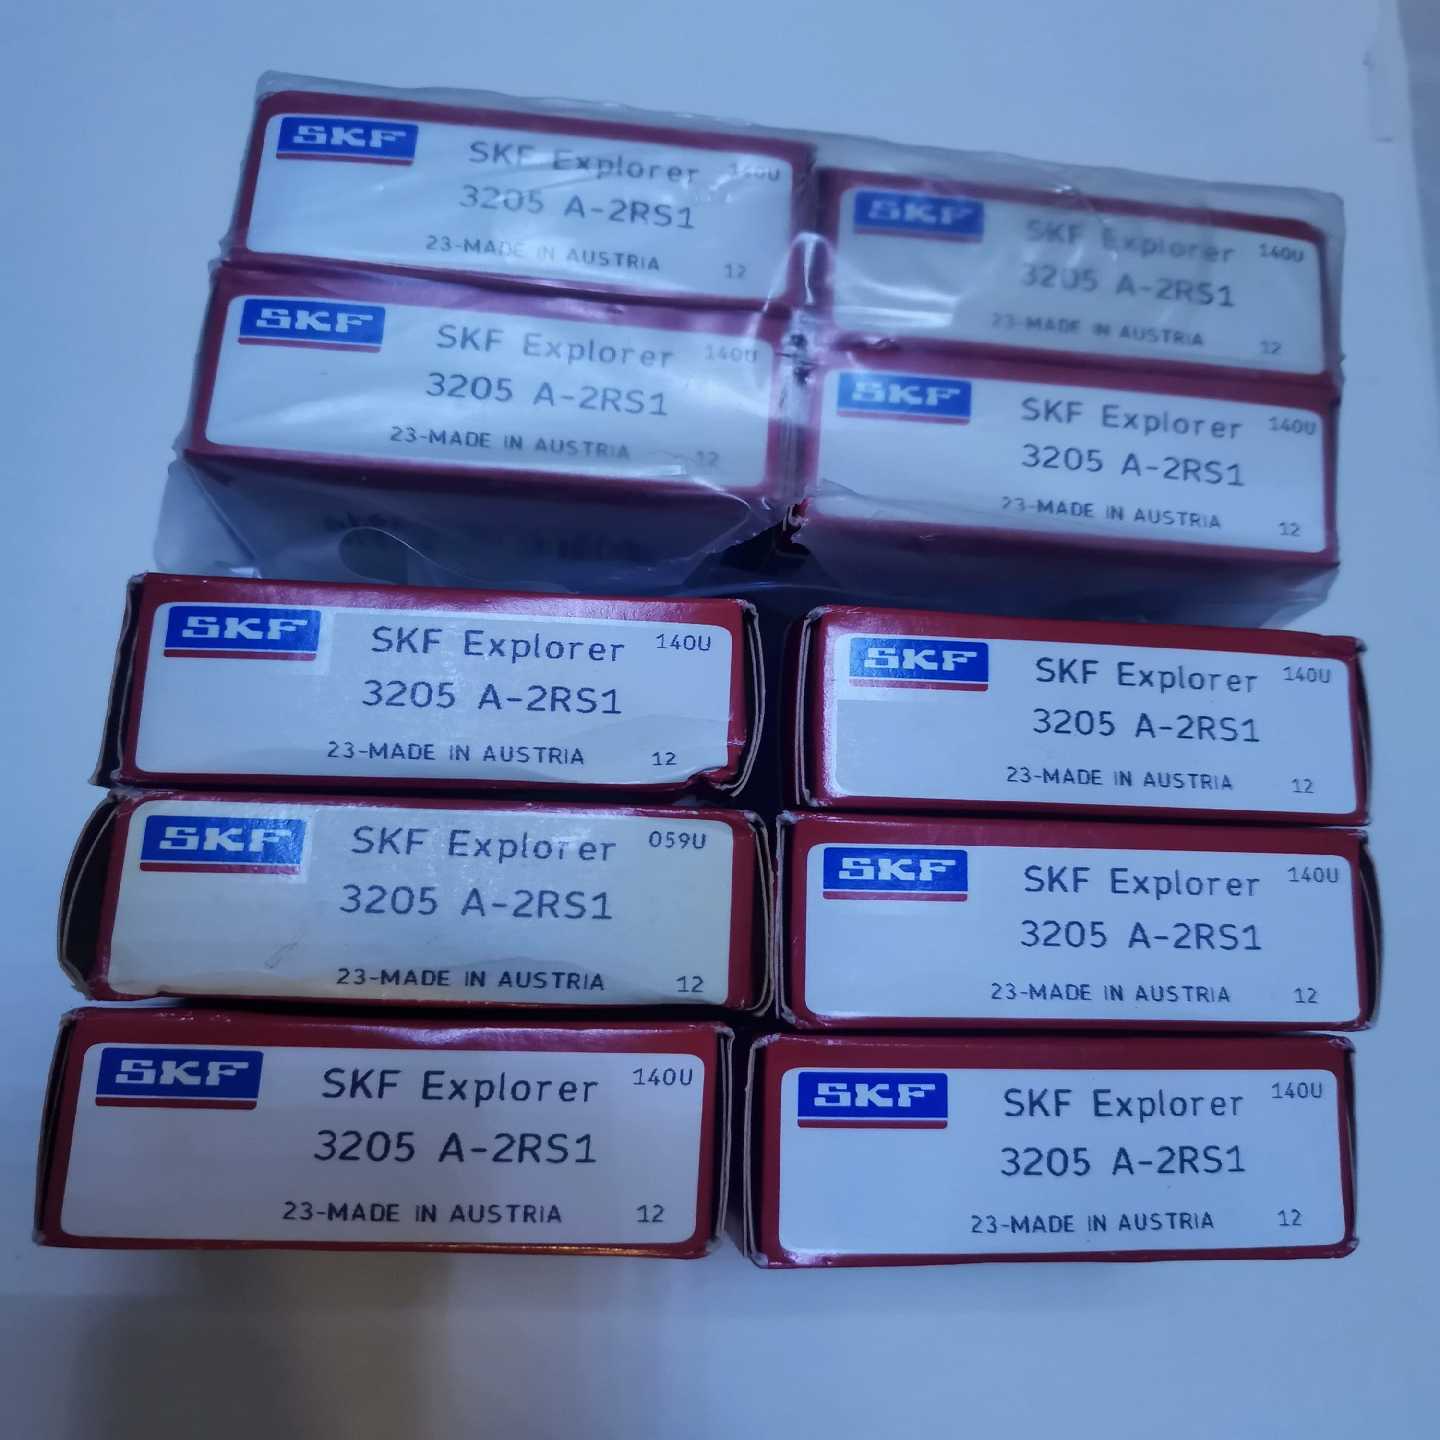 SKF
SKF Explorer 140U
3205 A-2RS1
23-MADE IN AUSTRIA 12
SKF
SKF Explorer 140U
3205 A-2RS1
23-MADE IN AUSTRIA 12
SKF
SKF Explorer 140U
3205 A-2RS1
23-MADE IN AUSTRIA 12
SKF
SKF Explorer 140U
3205 A-2RS1
23-MADE IN AUSTRIA 12
SKF
SKF Explorer 140U
3205 A-2RS1
23-MADE IN AUSTRIA 12
SKF
SKF Explorer 140U
3205 A-2RS1
23-MADE IN AUSTRIA 12
SKF
SKF Explorer 059U
3205 A-2RS1
23-MADE IN AUSTRIA 12
SKF
SKF Explorer 140U
3205 A-2RS1
23-MADE IN AUSTRIA 12
SKF
SKF Explorer 140U
3205 A-2RS1
23-MADE IN AUSTRIA 12
SKF
SKF Explorer 140U
3205 A-2RS1
23-MADE IN AUSTRIA 12